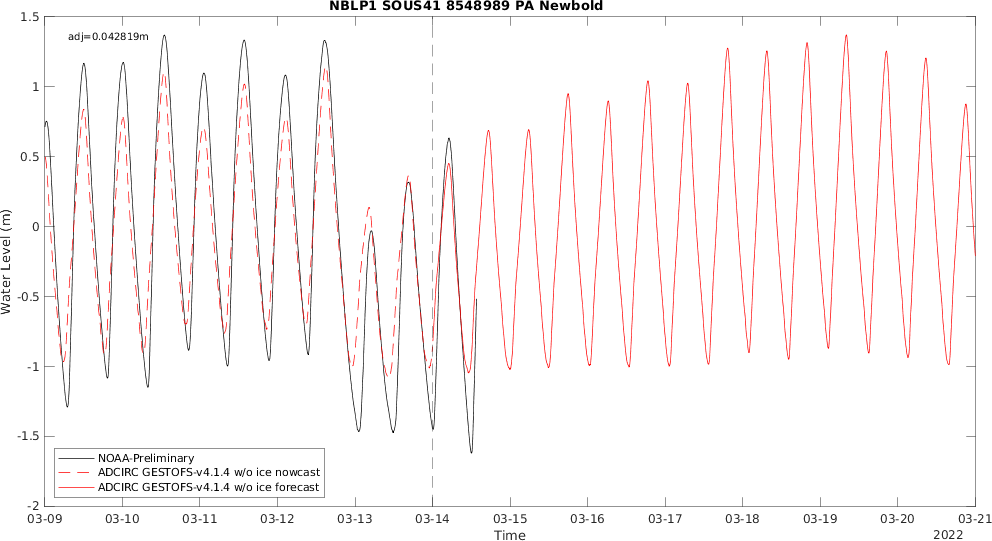 NBLP1 SOUS41 8548989 PA Newbold
adj=0.042819m
1.5
1
0.5
0
-0.5
-1
-1.5
-2
Water Level (m)
NOAA-Preliminary
ADCIRC GESTOFS-v4.1.4 w/o ice nowcast
ADCIRC GESTOFS-v4.1.4 w/o ice forecast
03-09 03-10 03-11 03-12 03-13 03-14 03-15 03-16 03-17 03-18 03-19 03-20 03-21
Time
2022